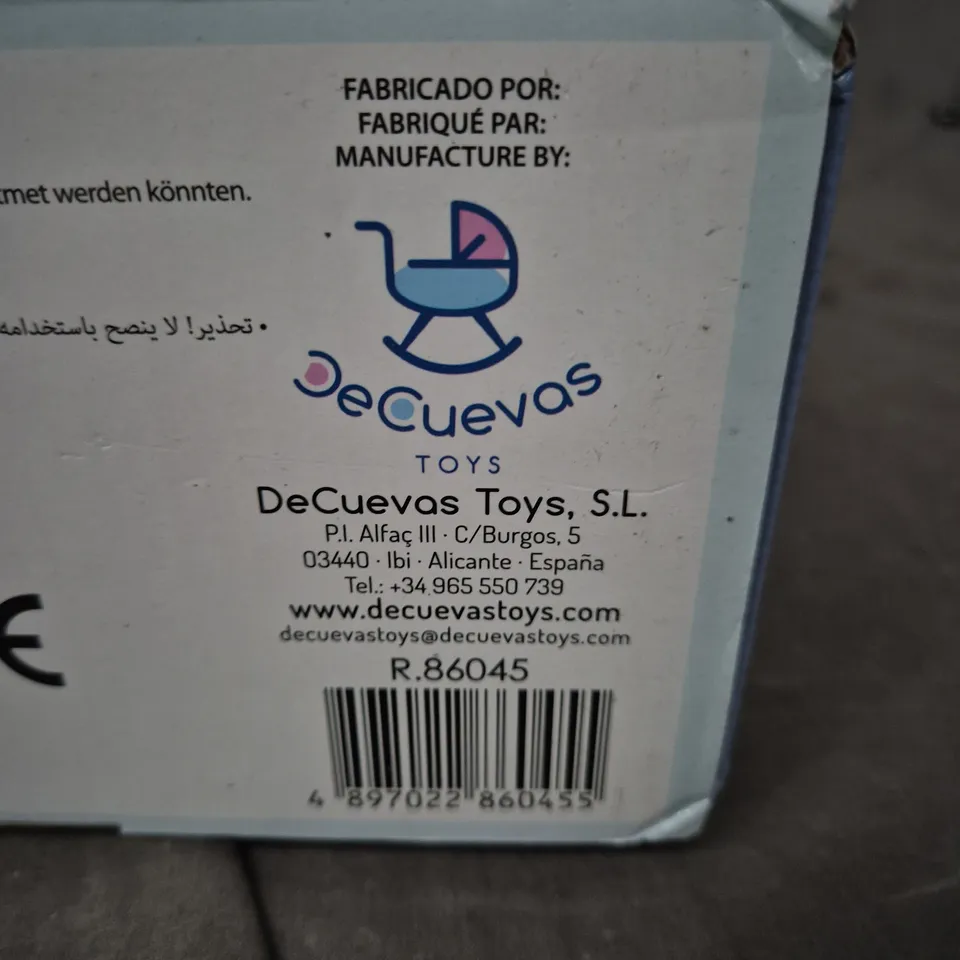 FABRICADO POR:
FABRIQUÉ PAR:
MANUFACTURE BY:
werden könnten.
• تحذير! لا ينصح باستخدامه
DeCuevas
TOYS
DeCuevas Toys, S.L.
P.I. Alfaç III · C/Burgos, 5
03440 · Ibi · Alicante · España
Tel.: +34 965 550 739
www.decuevastoys.com
decuevastoys@decuevastoys.com
R.86045
4 897022 860455
CE